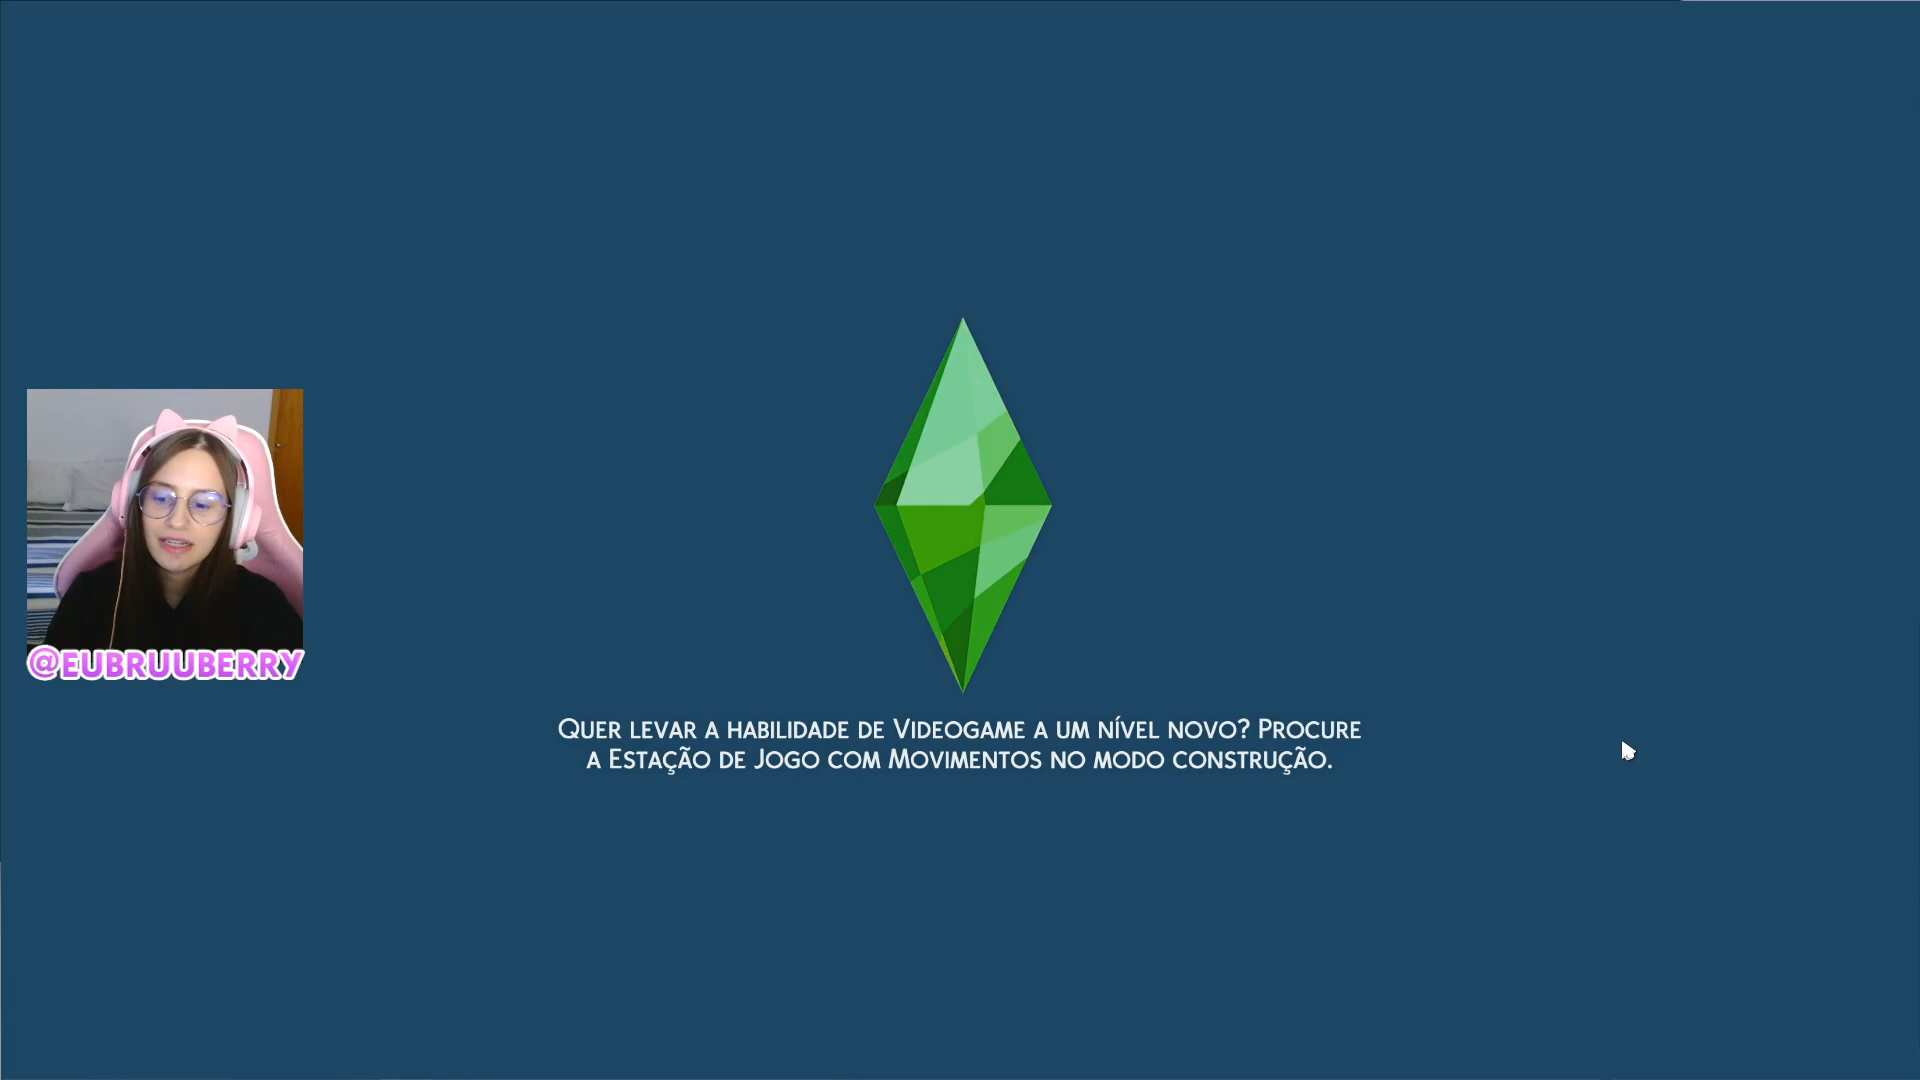 @EUBRUUBERRY
QUER LEVAR A HABILIDADE DE VIDEOGAME A UM NÍVEL NOVO? PROCURE
A ESTAÇÃO DE JOGO COM MOVIMENTOS NO MODO CONSTRUÇÃO.